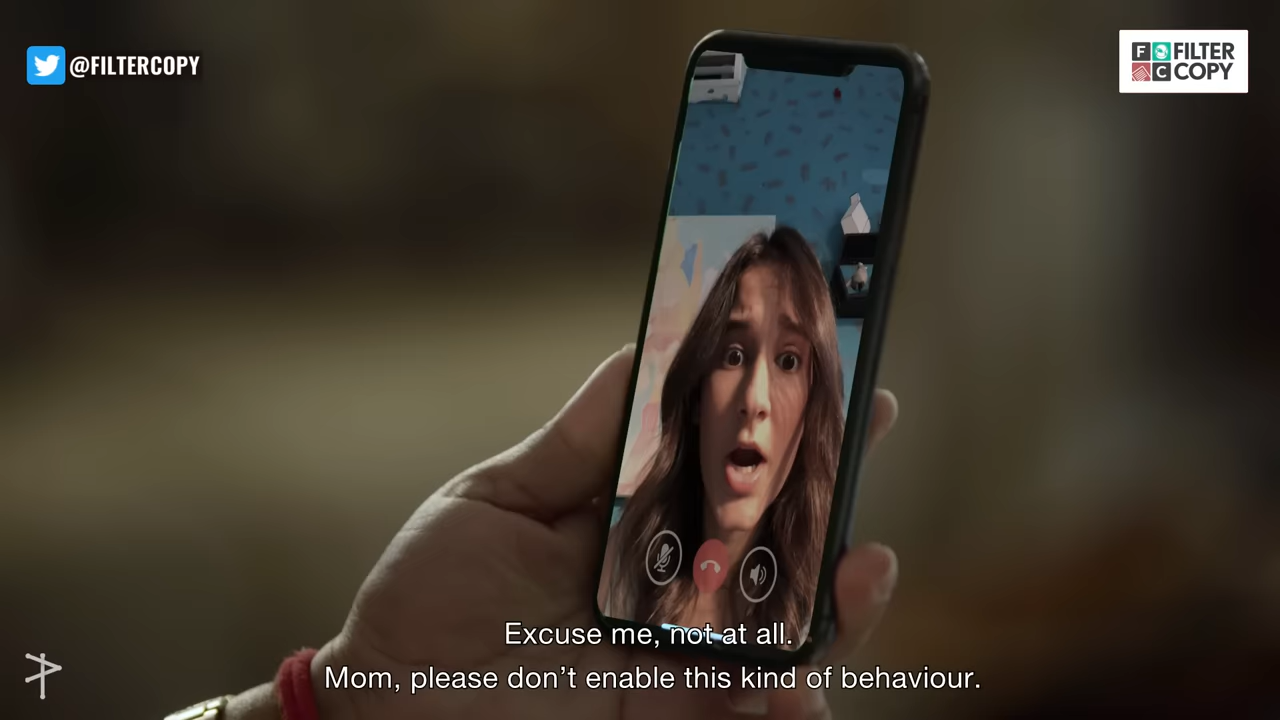 @FILTERCOPY
F
FILTER
C
COPY
Excuse me, not at all.
Mom, please don't enable this kind of behaviour.